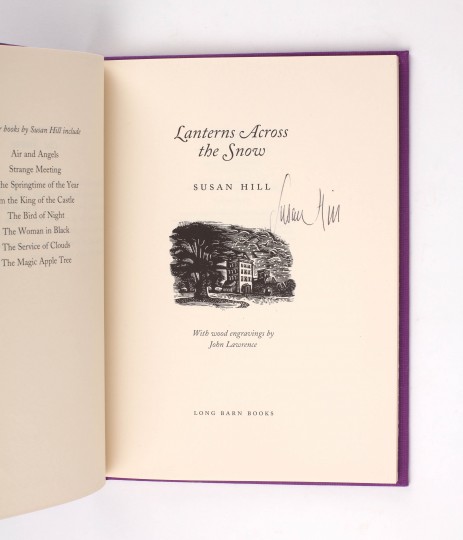 books by Susan Hill include
Air and Angels
Strange Meeting
the Springtime of the Year
the King of the Castle
The Bird of Night
The Woman in Black
The Service of Clouds
The Magic Apple Tree
Lanterns Across
the Snow
SUSAN HILL
Susan Hill
With wood engravings by
John Lawrence
LONG BARN BOOKS